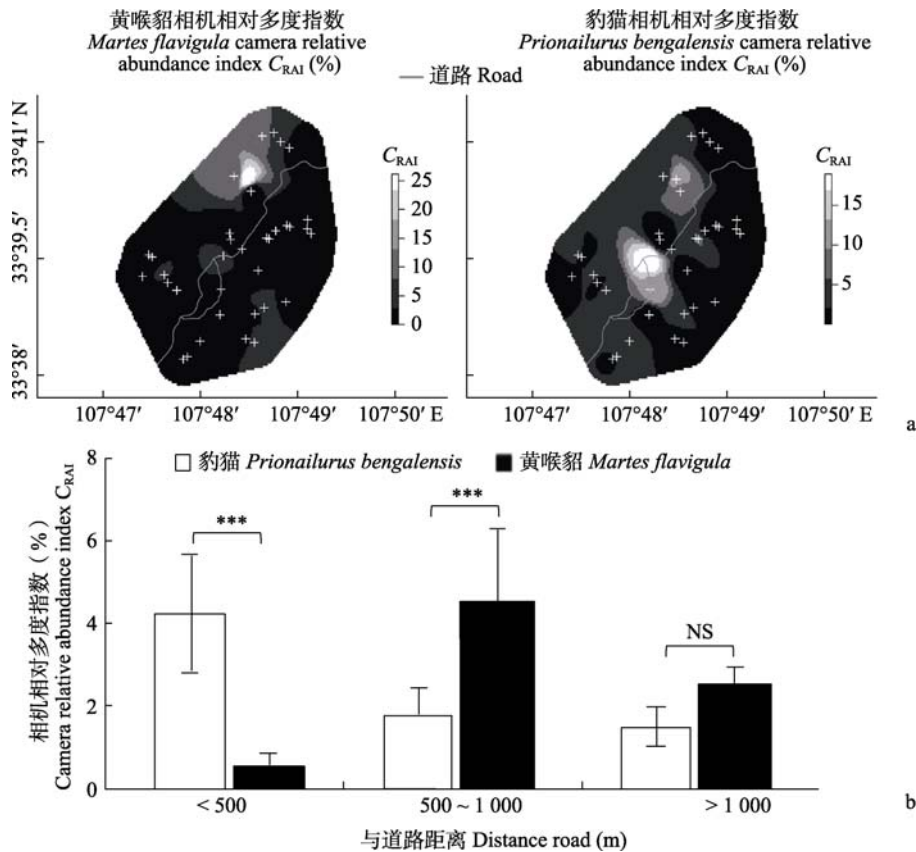 黄喉貂相机相对多度指数
Martes flavigula camera relative
abundance index CRAI (%)
豹猫相机相对多度指数
Prionailurus bengalensis camera relative
abundance index CRAI (%)
道路 Road
33°41′ N
33°39.5′
33°38′
CRAI
25
20
15
10
5
0
107°47′ 107°48′ 107°49′ 107°50′ E
CRAI
15
10
5
107°47′ 107°48′ 107°49′ 107°50′ E
a
豹猫 Prionailurus bengalensis 黄喉貂 Martes flavigula
相机相对多度指数（%）
Camera relative abundance index CRAI
8
6
4
2
0
***
***
NS
< 500 500 ~ 1 000 > 1 000
与道路距离 Distance road (m)
b